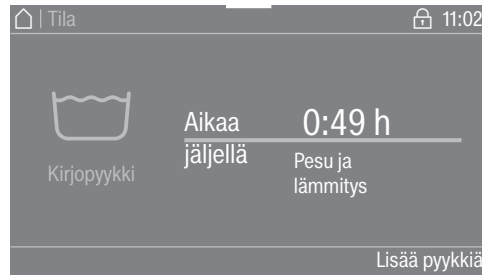 | Tila
11:02
Kirjopyykki
Aikaa
jäljellä
0:49 h
Pesu ja
lämmitys
Lisää pyykkiä